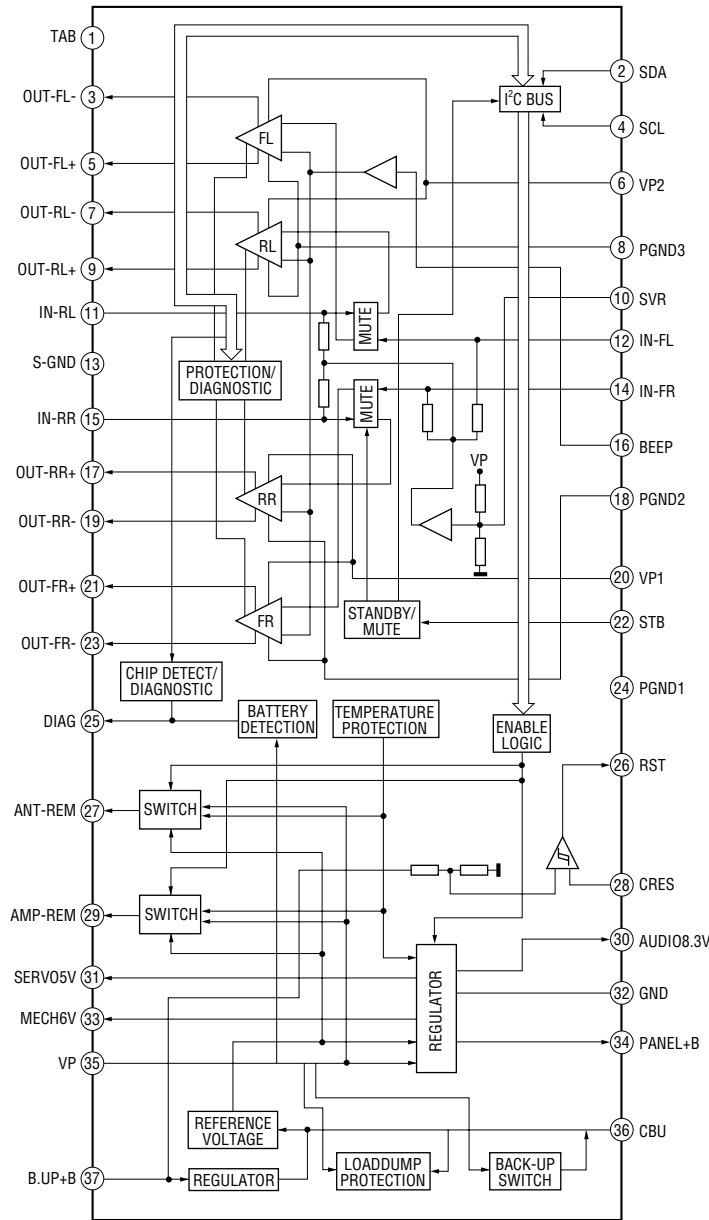 TAB
1
2
SDA
OUT-FL-
3
I²C BUS
4
SCL
FL
OUT-FL+
5
6
VP2
OUT-RL-
7
RL
8
PGND3
OUT-RL+
9
10
SVR
IN-RL
11
MUTE
12
IN-FL
S-GND
13
PROTECTION/
DIAGNOSTIC
MUTE
14
IN-FR
IN-RR
15
16
BEEP
VP
OUT-RR+
17
RR
18
PGND2
OUT-RR-
19
20
VP1
OUT-FR+
21
FR
STANDBY/
MUTE
22
STB
OUT-FR-
23
CHIP DETECT/
DIAGNOSTIC
24
PGND1
DIAG
25
BATTERY
DETECTION
TEMPERATURE
PROTECTION
ENABLE
LOGIC
26
RST
ANT-REM
27
SWITCH
28
CRES
AMP-REM
29
SWITCH
30
AUDIO8.3V
SERVO5V
31
REGULATOR
32
GND
MECH6V
33
34
PANEL+B
VP
35
REFERENCE
VOLTAGE
36
CBU
B.UP+B
37
REGULATOR
LOADDUMP
PROTECTION
BACK-UP
SWITCH